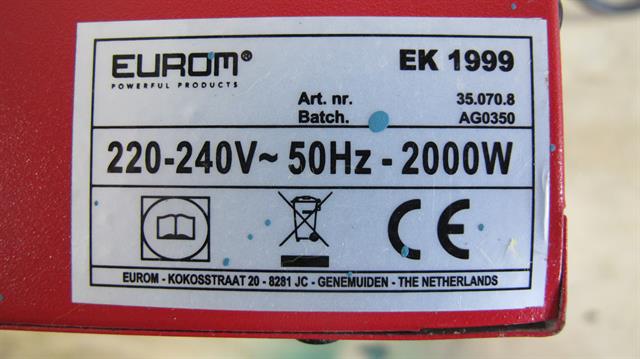 EUROM® EK 1999
POWERFUL PRODUCTS
Art. nr. 35.070.8
Batch. AG0350
220-240V~ 50Hz - 2000W
CE
EUROM - KOKOSSTRAAT 20 - 8281 JC - GENEMUIDEN - THE NETHERLANDS